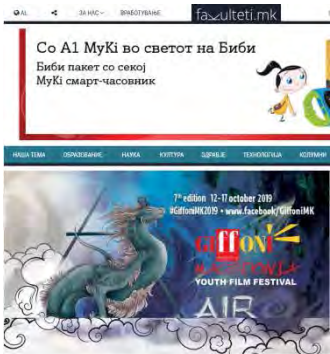 AL ЗА НАС ВРАБОТУВАЊЕ fakulteti.mk
Со А1 МyKi во светот на Биби
Биби пакет со секој
MyKi смарт-часовник
НАША ТЕМА ОБРАЗОВАНИЕ НАУКА КУЛТУРА ЗДРАВЈЕ ТЕХНОЛОГИЈА КОЛУМНИ
7th edition 12-17 october 2019
#GiffoniMK2019 • www.facebook/GiffoniMK
GIffONI
MACEDONIA
YOUTH FILM FESTIVAL
AIR